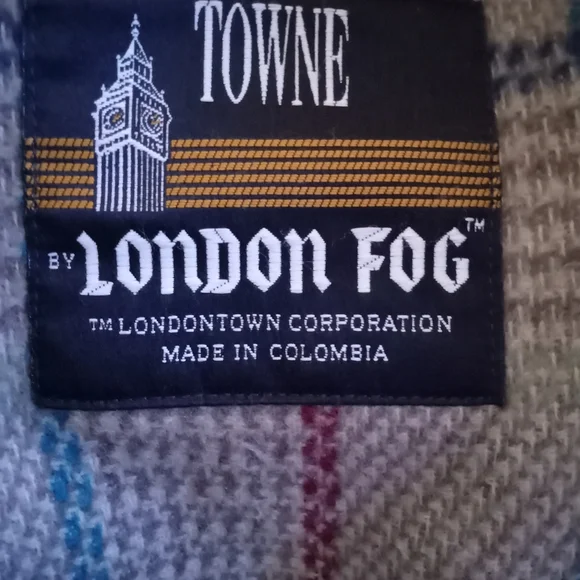 TOWNE
BY LONDON FOG™
™ LONDONTOWN CORPORATION
MADE IN COLOMBIA